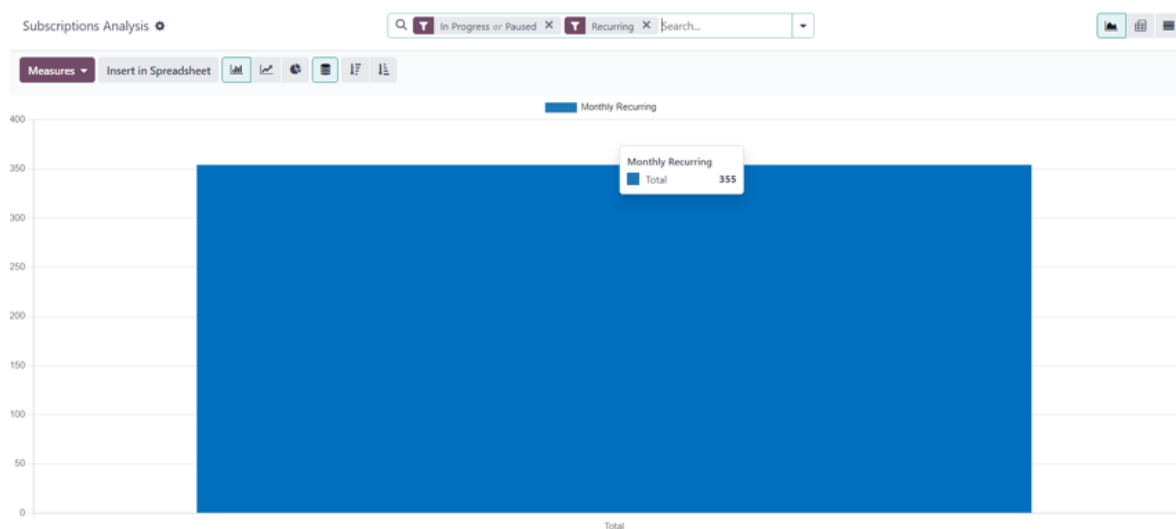 Subscriptions Analysis
In Progress or Paused
Recurring
Search...
Measures
Insert in Spreadsheet
Monthly Recurring
400
350
300
250
200
150
100
50
0
Monthly Recurring
Total 355
Total